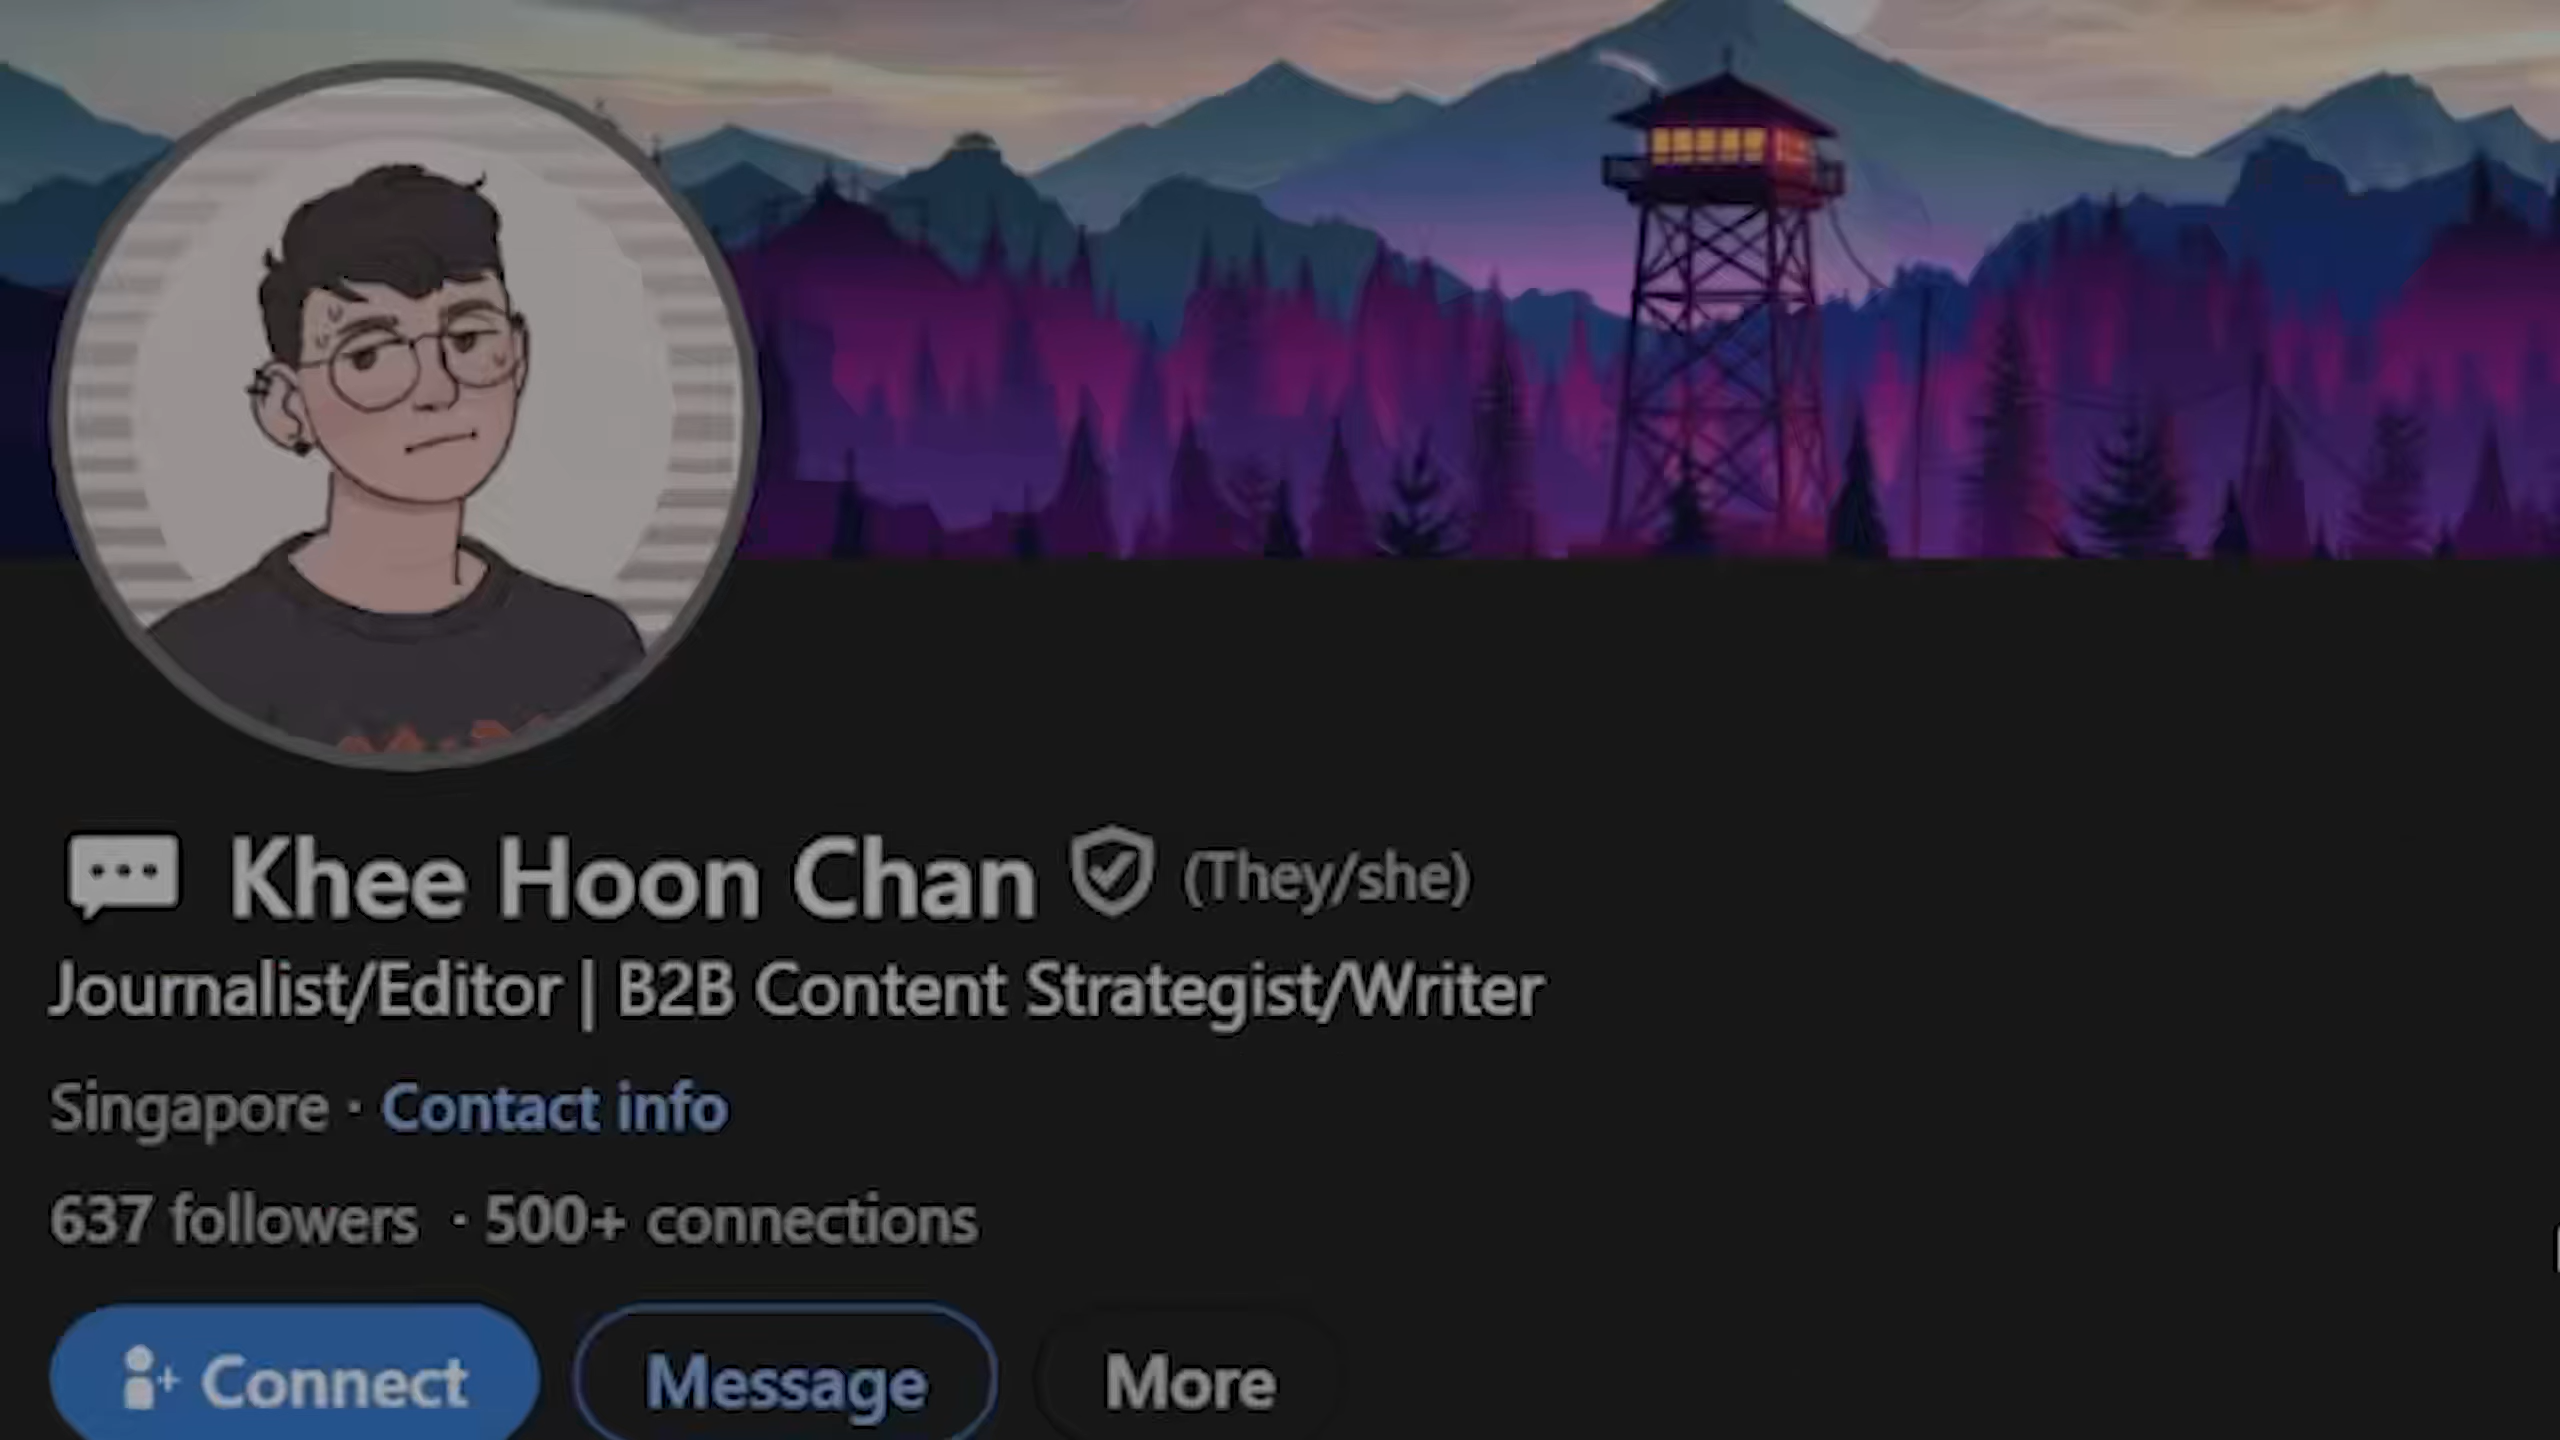 Khee Hoon Chan (They/she)
Journalist/Editor | B2B Content Strategist/Writer
Singapore · Contact info
637 followers · 500+ connections
Connect Message More